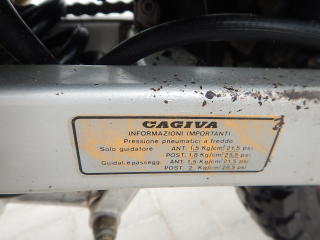 CAGIVA
INFORMAZIONI IMPORTANTI
Pressione pneumatici a freddo
Solo guidatore ANT. 1,5 Kg/cm² 21,5 psi
POST. 1,8 Kg/cm² 25,5 psi
Guidat. e passegg. ANT. 1,5 Kg/cm² 21,5 psi
POST. 2 Kg/cm² 28,5 psi